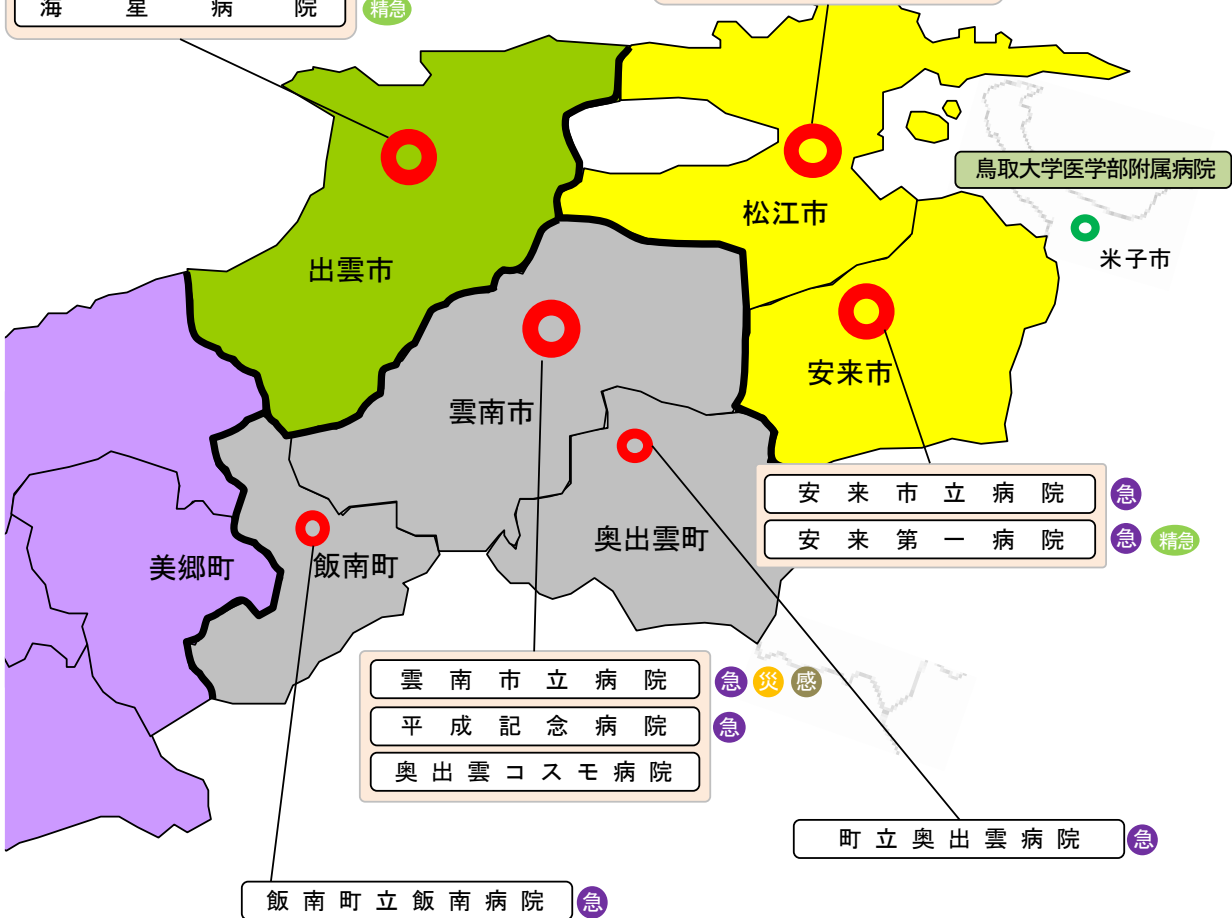 海星病院 精急
鳥取大学医学部附属病院
松江市
米子市
出雲市
安来市
雲南市
安来市立病院 急
奥出雲町
安来第一病院 急 精急
美郷町
飯南町
雲南市立病院 急 災 感
平成記念病院 急
奥出雲コスモ病院
町立奥出雲病院 急
飯南町立飯南病院 急